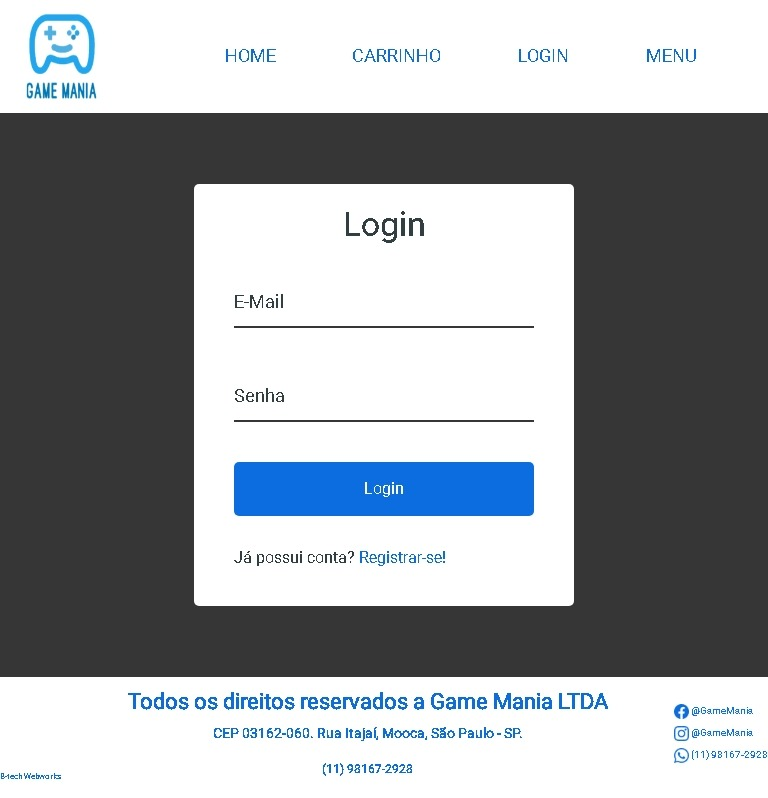 GAME MANIA
HOME CARRINHO LOGIN MENU
Login
E-Mail
Senha
Login
Já possui conta? Registrar-se!
Todos os direitos reservados a Game Mania LTDA
CEP 03162-060. Rua Itajaí, Mooca, São Paulo - SP.
(11) 98167-2928
@GameMania
@GameMania
(11) 98167-2928
B-tech Webworks